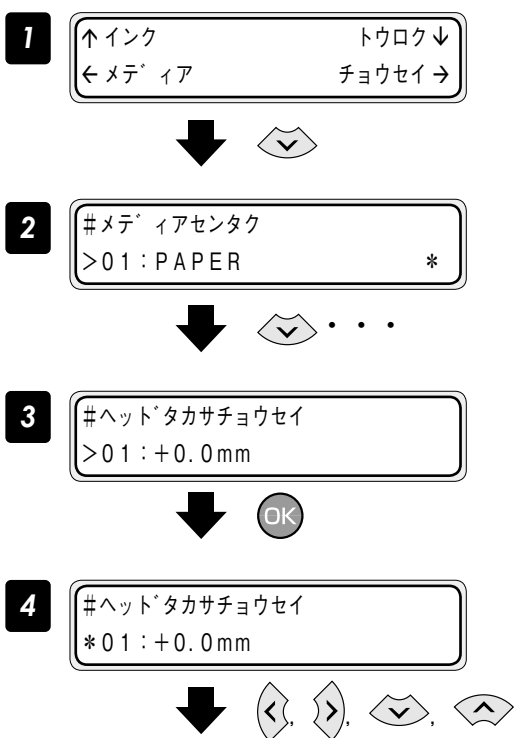 1
↑インク トウロク↓
←メディア チョウセイ→
2
#メディアセンタク
>01:PAPER *
・・・
3
#ヘッドタカサチョウセイ
>01:+0.0mm
OK
4
#ヘッドタカサチョウセイ
*01:+0.0mm
, , ,